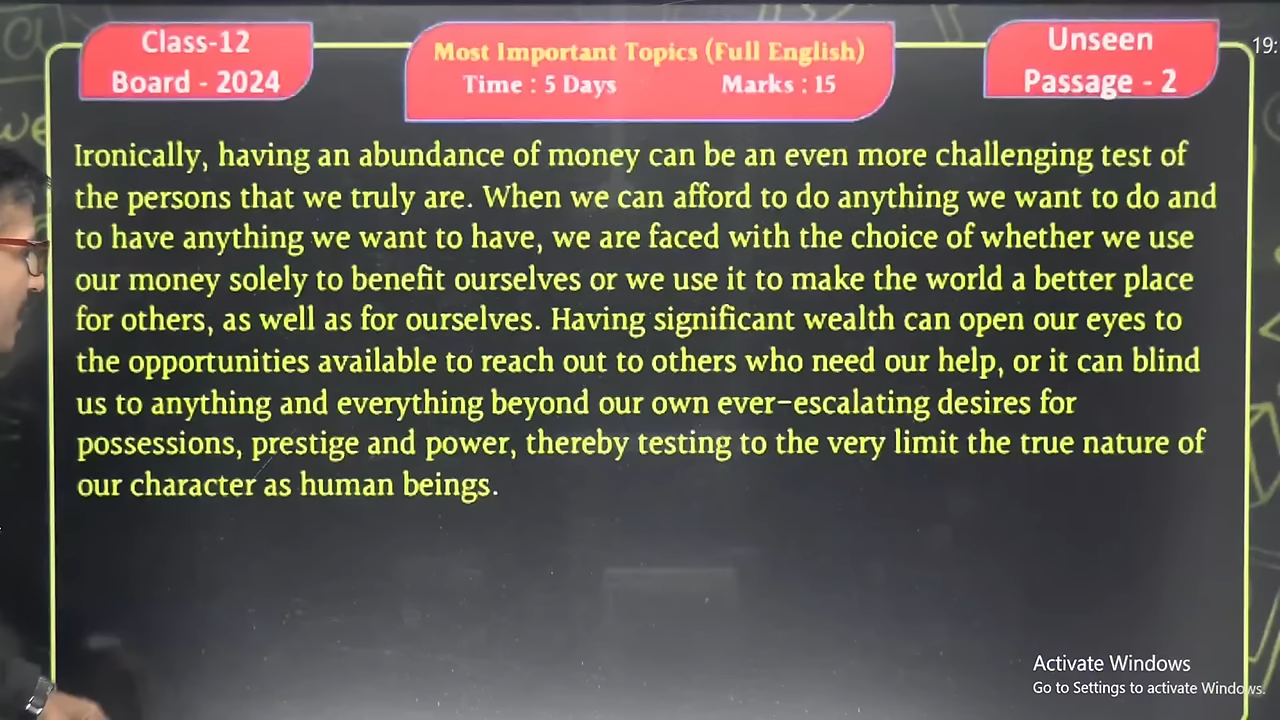 Class-12
Board - 2024
Most Important Topics (Full English)
Time : 5 Days Marks : 15
Unseen
Passage - 2
19:
Ironically, having an abundance of money can be an even more challenging test of
the persons that we truly are. When we can afford to do anything we want to do and
to have anything we want to have, we are faced with the choice of whether we use
our money solely to benefit ourselves or we use it to make the world a better place
for others, as well as for ourselves. Having significant wealth can open our eyes to
the opportunities available to reach out to others who need our help, or it can blind
us to anything and everything beyond our own ever-escalating desires for
possessions, prestige and power, thereby testing to the very limit the true nature of
our character as human beings.
Activate Windows
Go to Settings to activate Windows.